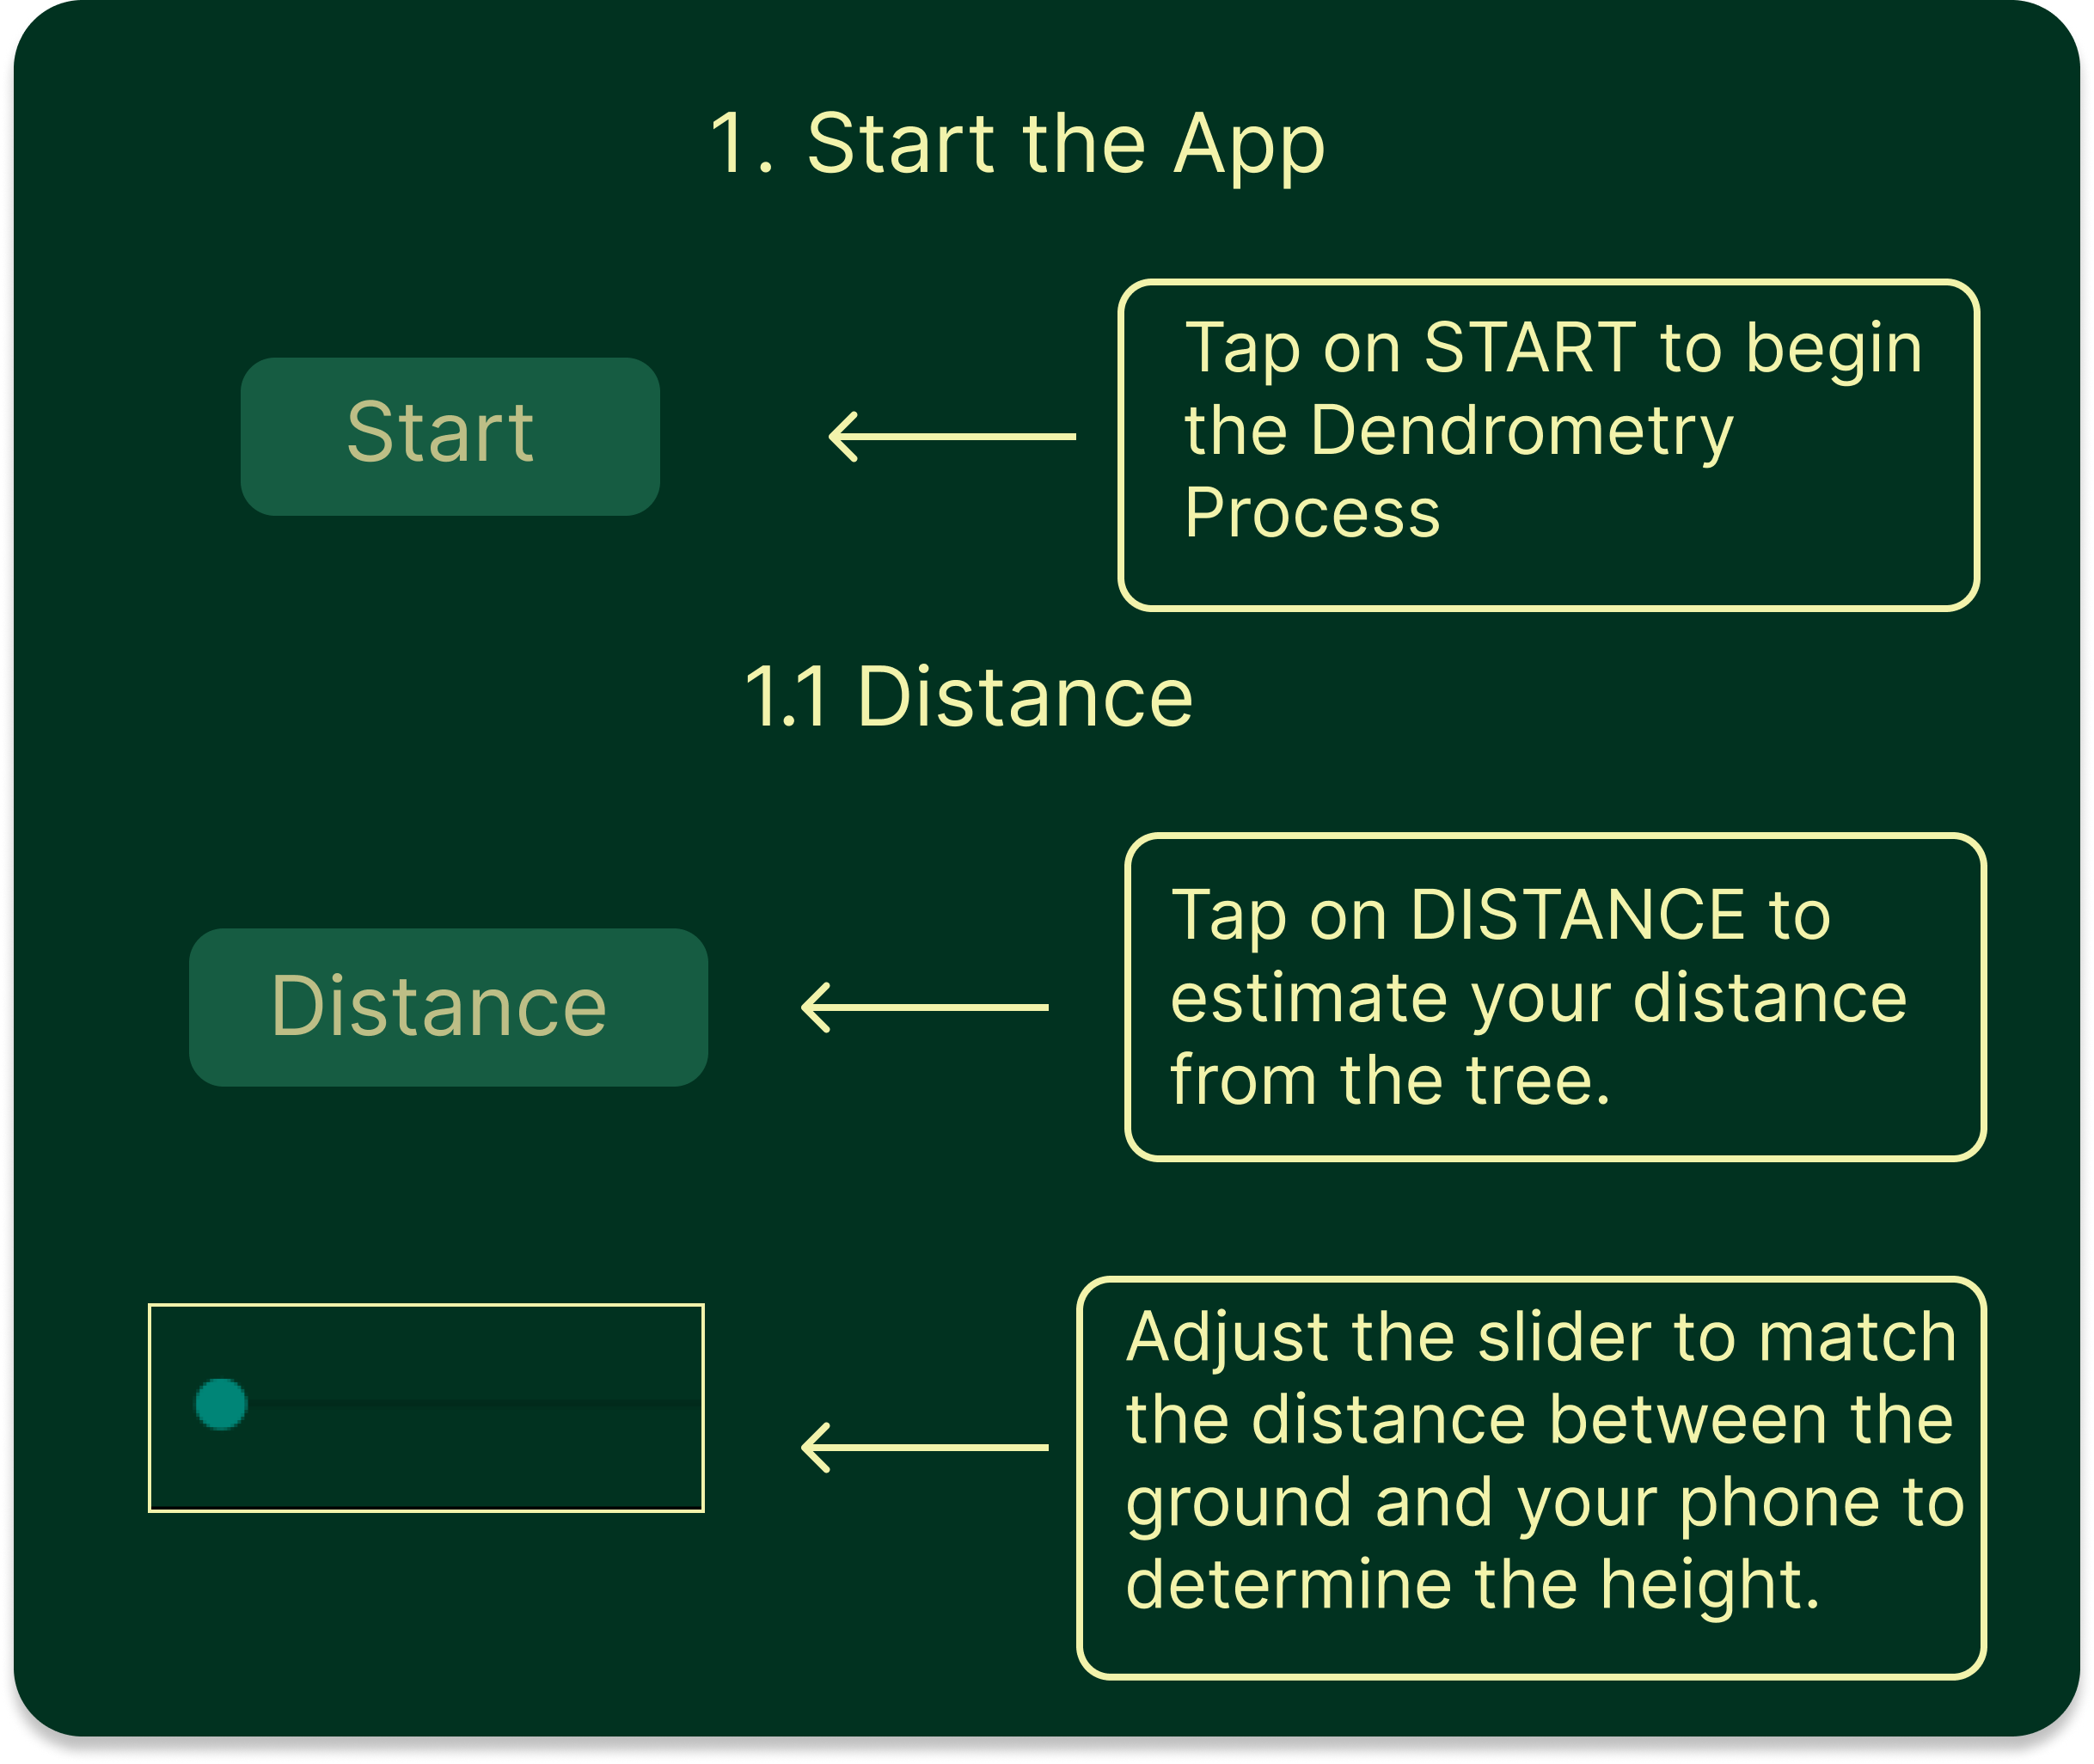 1. Start the App
Start
Tap on START to begin
the Dendrometry
Process
1.1 Distance
Distance
Tap on DISTANCE to
estimate your distance
from the tree.
Adjust the slider to match
the distance between the
ground and your phone to
determine the height.